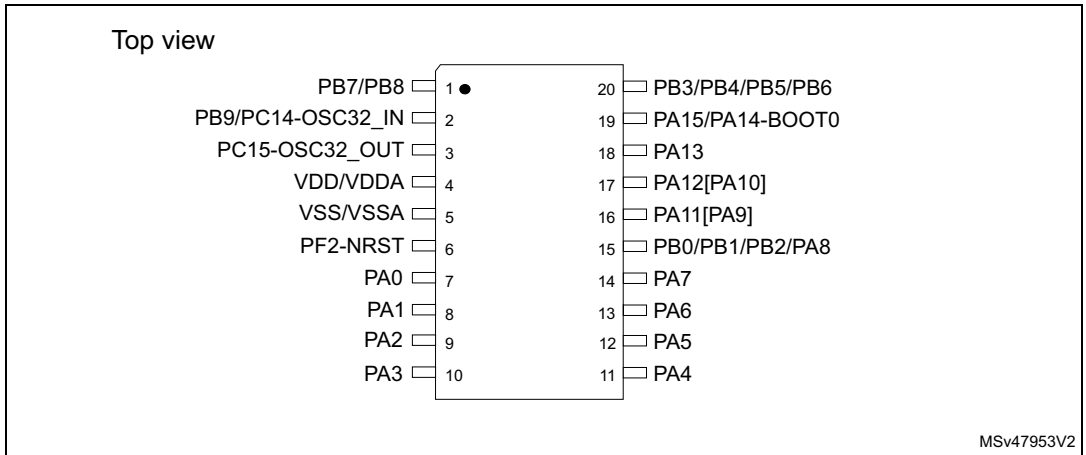 Top view
PB7/PB8 1 20 PB3/PB4/PB5/PB6
PB9/PC14-OSC32_IN 2 19 PA15/PA14-BOOT0
PC15-OSC32_OUT 3 18 PA13
VDD/VDDA 4 17 PA12[PA10]
VSS/VSSA 5 16 PA11[PA9]
PF2-NRST 6 15 PB0/PB1/PB2/PA8
PA0 7 14 PA7
PA1 8 13 PA6
PA2 9 12 PA5
PA3 10 11 PA4
MSv47953V2